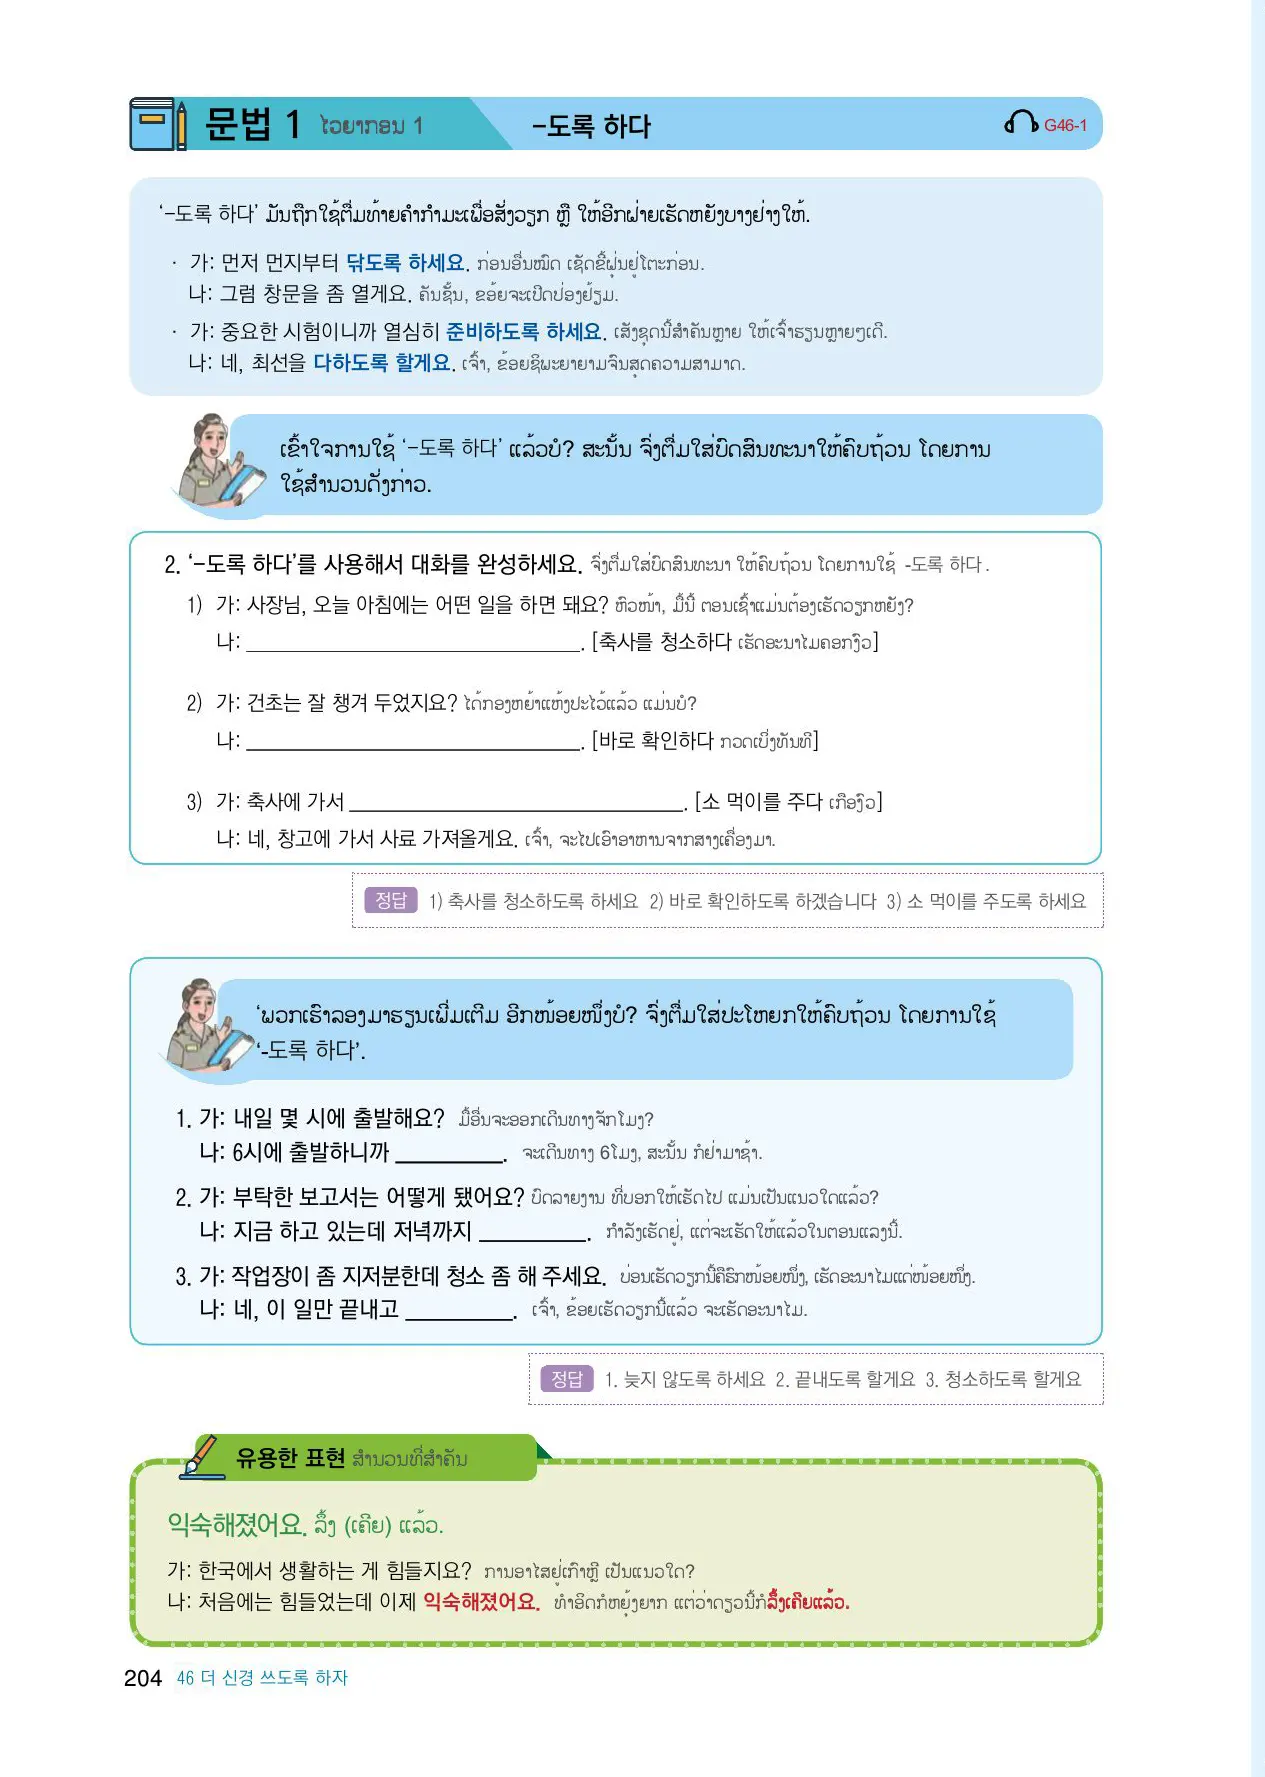 문법 1 ໄວຍາກອນ 1 -도록 하다 G46-1
‘-도록 하다’ ມັນຖືກໃຊ້ຕື່ມທ້າຍຄໍາກໍາມະເພື່ອສັ່ງວຽກ ຫຼື ໃຫ້ອີກຝ່າຍເຮັດຫຍັງບາງຢ່າງໃຫ້.
· 가: 먼저 먼지부터 닦도록 하세요. ກ່ອນອື່ນໝົດ ເຊັດຂີ້ຝຸ່ນຢູ່ໂຕະກ່ອນ.
나: 그럼 창문을 좀 열게요. ຄັນຊັ້ນ, ຂອ້ຍຈະເປີດປ່ອງຢ້ຽມ.
· 가: 중요한 시험이니까 열심히 준비하도록 하세요. ເສັງຊຸດນີ້ສໍາຄັນຫຼາຍ ໃຫ້ເຈົ້າຮຽນຫຼາຍໆເດີ.
나: 네, 최선을 다하도록 할게요. ເຈົ້າ, ຂ້ອຍຊິພະຍາຍາມຈົນສຸດຄວາມສາມາດ.
ເຂົ້າໃຈການໃຊ້ ‘-도록 하다’ ແລ້ວບໍ? ສະນັ້ນ ຈົ່ງຕື່ມໃສ່ບົດສົນທະນາໃຫ້ຄົບຖ້ວນ ໂດຍການ
ໃຊ້ສໍານວນດັ່ງກ່າວ.
2. ‘-도록 하다’를 사용해서 대화를 완성하세요. ຈົ່ງຕື່ມໃສ່ບົດສົນທະນາ ໃຫ້ຄົບຖ້ວນ ໂດຍການໃຊ້ -도록 하다.
1) 가: 사장님, 오늘 아침에는 어떤 일을 하면 돼요? ຫົວໜ້າ, ມື້ນີ້ ຕອນເຊົ້າແມ່ນຕ້ອງເຮັດວຽກຫຍັງ?
나: ______________________________. [축사를 청소하다 ເຮັດອະນາໄມຄອກງົວ]
2) 가: 건초는 잘 챙겨 두었지요? ໄດ້ກອງຫຍ້າແຫ້ງປະໄວ້ແລ້ວ ແມ່ນບໍ?
나: ______________________________. [바로 확인하다 ກວດເບິ່ງທັນທີ]
3) 가: 축사에 가서 ______________________________. [소 먹이를 주다 ເກືອງົວ]
나: 네, 창고에 가서 사료 가져올게요. ເຈົ້າ, ຈະໄປເອົາອາຫານຈາກສາງເຄື່ອງມາ.
정답 1) 축사를 청소하도록 하세요 2) 바로 확인하도록 하겠습니다 3) 소 먹이를 주도록 하세요
‘ພວກເຮົາລອງມາຮຽນເພີ່ມເຕີມ ອີກໜ້ອຍໜຶ່ງບໍ? ຈົ່ງຕື່ມໃສ່ປະໂຫຍກໃຫ້ຄົບຖ້ວນ ໂດຍການໃຊ້
‘-도록 하다’.
1. 가: 내일 몇 시에 출발해요? ມື້ອື່ນຈະອອກເດີນທາງຈັກໂມງ?
나: 6시에 출발하니까 __________. ຈະເດີນທາງ 6ໂມງ, ສະນັ້ນ ກໍຢ່າມາຊ້າ.
2. 가: 부탁한 보고서는 어떻게 됐어요? ບົດລາຍງານ ທີ່ບອກໃຫ້ເຮັດໄປ ແມ່ນເປັນແນວໃດແລ້ວ?
나: 지금 하고 있는데 저녁까지 __________. ກໍາລັງເຮັດຢູ່, ແຕ່ຈະເຮັດໃຫ້ແລ້ວໃນຕອນແລງນີ້.
3. 가: 작업장이 좀 지저분한데 청소 좀 해 주세요. ບ່ອນເຮັດວຽກນີ້ຄືຮົກໜ້ອຍໜຶ່ງ, ເຮັດອະນາໄມແດ່ໜ້ອຍໜຶ່ງ.
나: 네, 이 일만 끝내고 __________. ເຈົ້າ, ຂ້ອຍເຮັດວຽກນີ້ແລ້ວ ຈະເຮັດອະນາໄມ.
정답 1. 늦지 않도록 하세요 2. 끝내도록 할게요 3. 청소하도록 할게요
유용한 표현 ສໍານວນທີ່ສໍາຄັນ
익숙해졌어요. ລຶ້ງ (ເຄີຍ) ແລ້ວ.
가: 한국에서 생활하는 게 힘들지요? ການອາໄສຢູ່ເກົາຫຼີ ເປັນແນວໃດ?
나: 처음에는 힘들었는데 이제 익숙해졌어요. ທໍາອິດກໍຫຍຸ້ງຍາກ ແຕ່ວ່າດຽວນີ້ກໍລຶ້ງເຄີຍແລ້ວ.
204 46 더 신경 쓰도록 하자